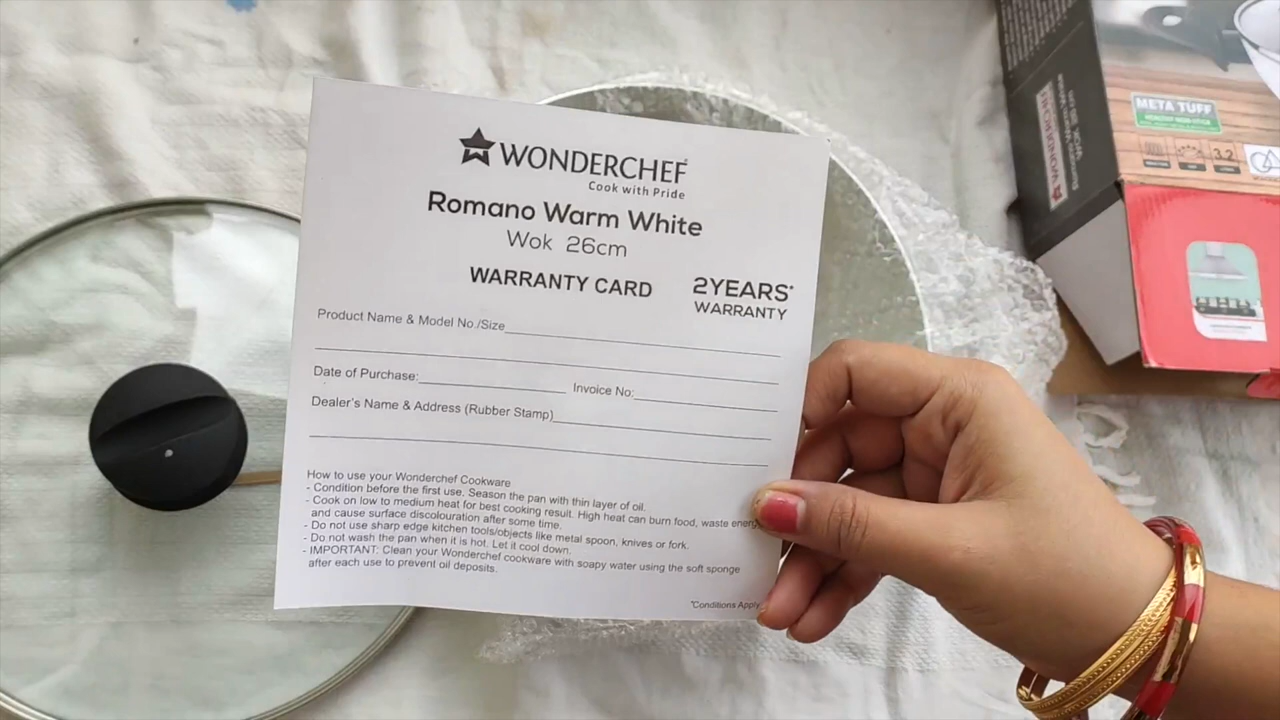 WONDERCHEF
Cook with Pride
Romano Warm White
Wok 26cm
WARRANTY CARD
2YEARS*
WARRANTY
Product Name & Model No./Size
Date of Purchase:
Invoice No:
Dealer's Name & Address (Rubber Stamp)
How to use your Wonderchef Cookware
- Condition before the first use. Season the pan with thin layer of oil.
- Cook on low to medium heat for best cooking result. High heat can burn food, waste energy
and cause surface discolouration after some time.
- Do not use sharp edge kitchen tools/objects like metal spoon, knives or fork.
- Do not wash the pan when it is hot. Let it cool down.
- IMPORTANT: Clean your Wonderchef cookware with soapy water using the soft sponge
after each use to prevent oil deposits.
*Conditions Apply
META TUFF
HEALTHY NON-STICK
3.2
WONDERCHEF